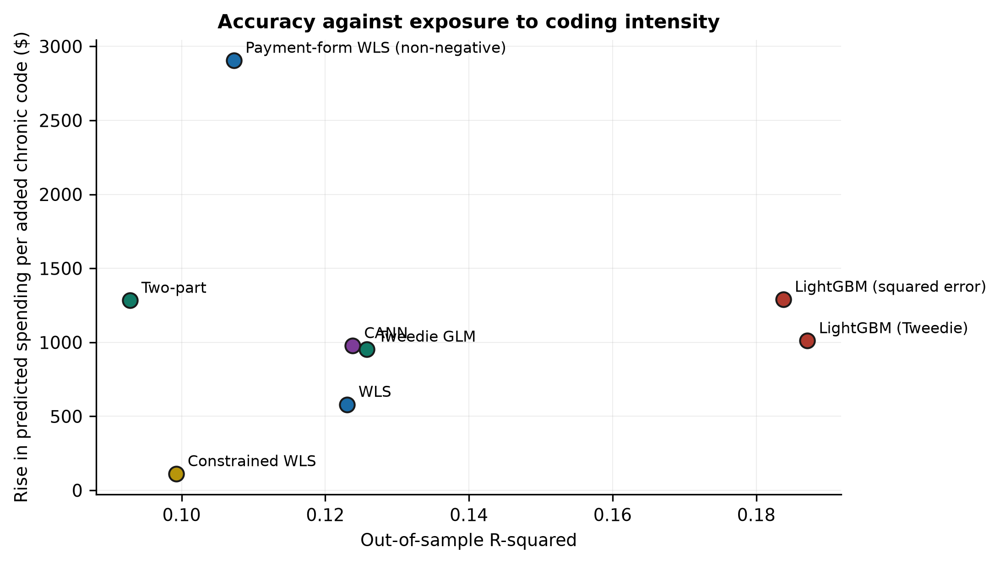 Accuracy against exposure to coding intensity
Rise in predicted spending per added chronic code ($)
3000
2500
2000
1500
1000
500
0
Payment-form WLS (non-negative)
Two-part
LightGBM (squared error)
LightGBM (Tweedie)
CANN
Tweedie GLM
WLS
Constrained WLS
0.10
0.12
0.14
0.16
0.18
Out-of-sample R-squared